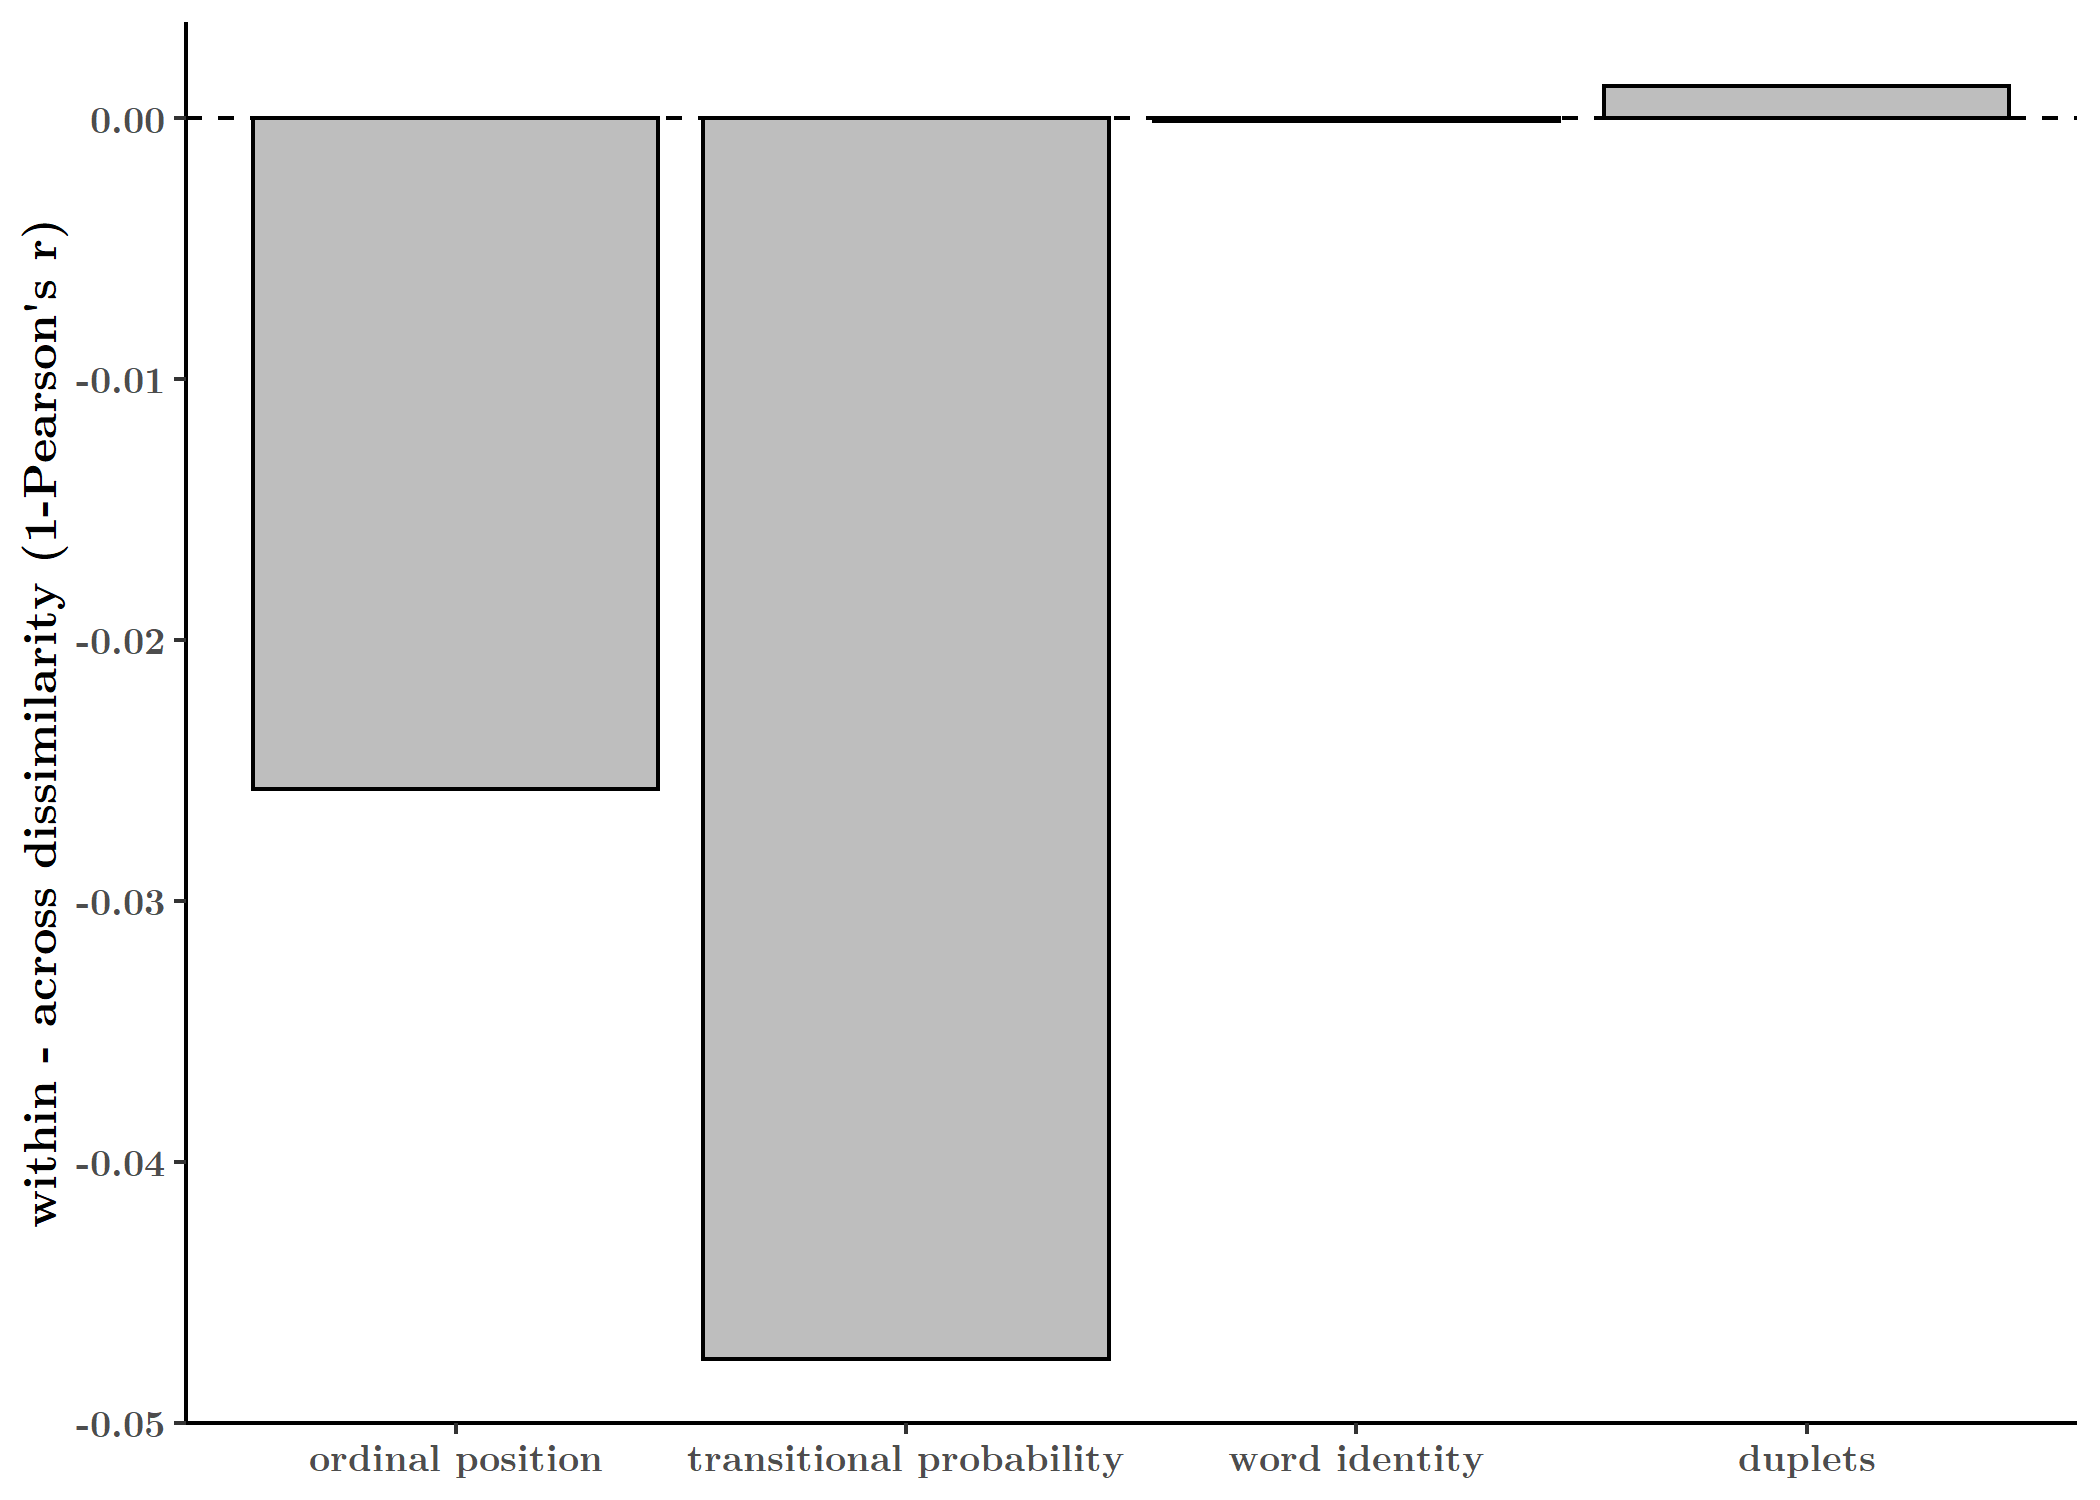 within - across dissimilarity (1-Pearson's r)
0.00
-0.01
-0.02
-0.03
-0.04
-0.05
ordinal position
transitional probability
word identity
duplets